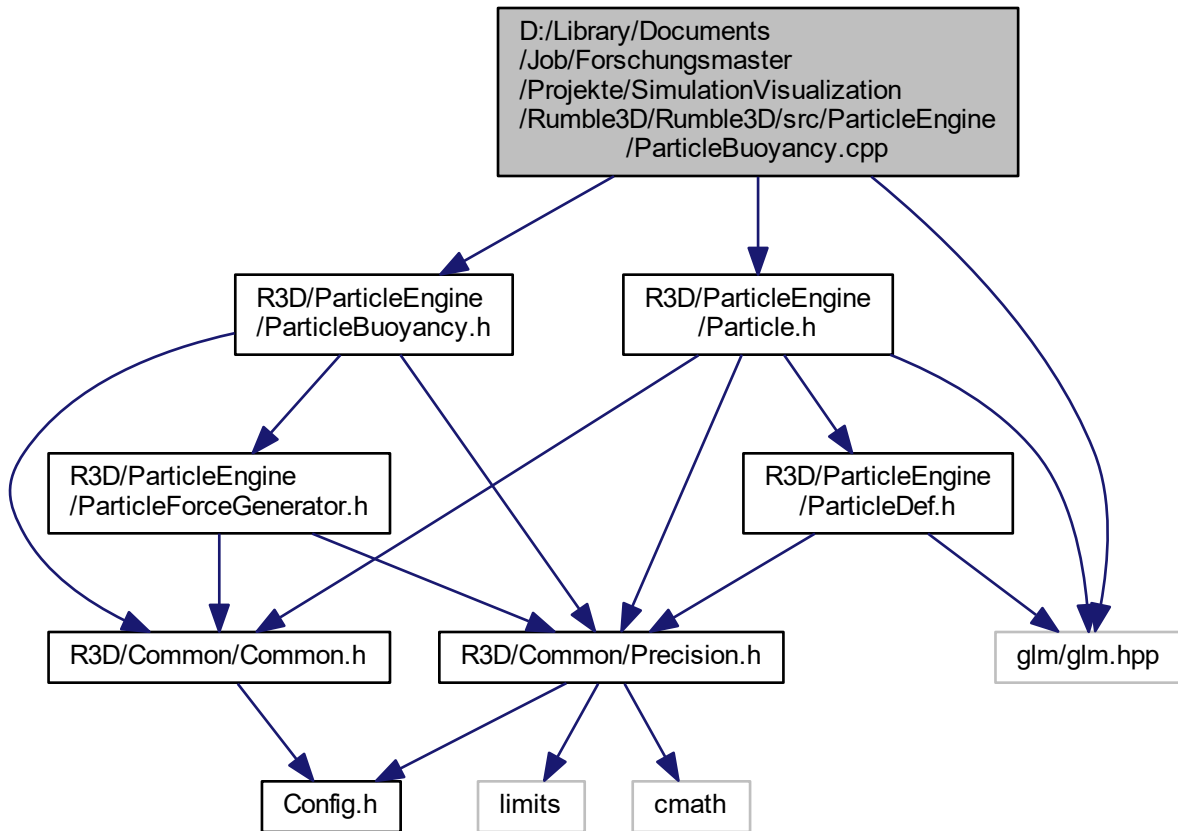 D:/Library/Documents
/Job/Forschungsmaster
/Projekte/SimulationVisualization
/Rumble3D/Rumble3D/src/ParticleEngine
/ParticleBuoyancy.cpp
R3D/ParticleEngine
/ParticleBuoyancy.h
R3D/ParticleEngine
/Particle.h
R3D/ParticleEngine
/ParticleForceGenerator.h
R3D/ParticleEngine
/ParticleDef.h
R3D/Common/Common.h
R3D/Common/Precision.h
glm/glm.hpp
Config.h
limits
cmath